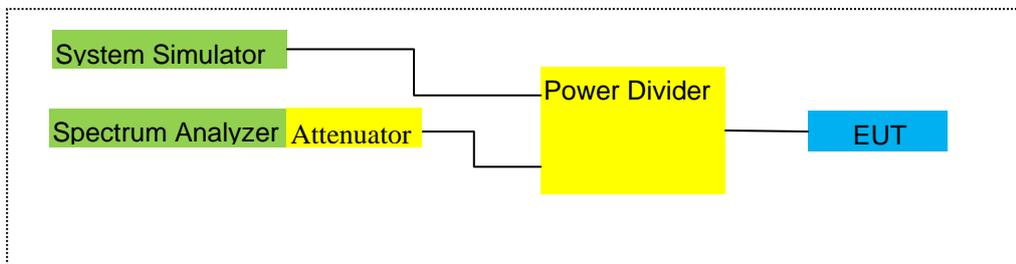 System Simulator
Power Divider
Spectrum Analyzer Attenuator
EUT